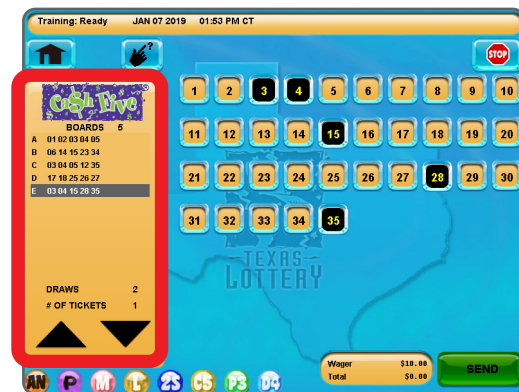 Training: Ready JAN 07 2019 01:53 PM CT
?
STOP
Cash Five®
BOARDS 5
A 01 02 03 04 05
B 06 14 15 23 34
C 03 04 05 12 35
D 17 18 25 26 27
E 03 04 15 28 35
DRAWS 2
# OF TICKETS 1
1 2 3 4 5 6 7 8 9 10
11 12 13 14 15 16 17 18 19 20
21 22 23 24 25 26 27 28 29 30
31 32 33 34 35
TEXAS
LOTTERY
AN P M L 2S C5 P3 D4
Wager $10.00
Total $0.00
SEND